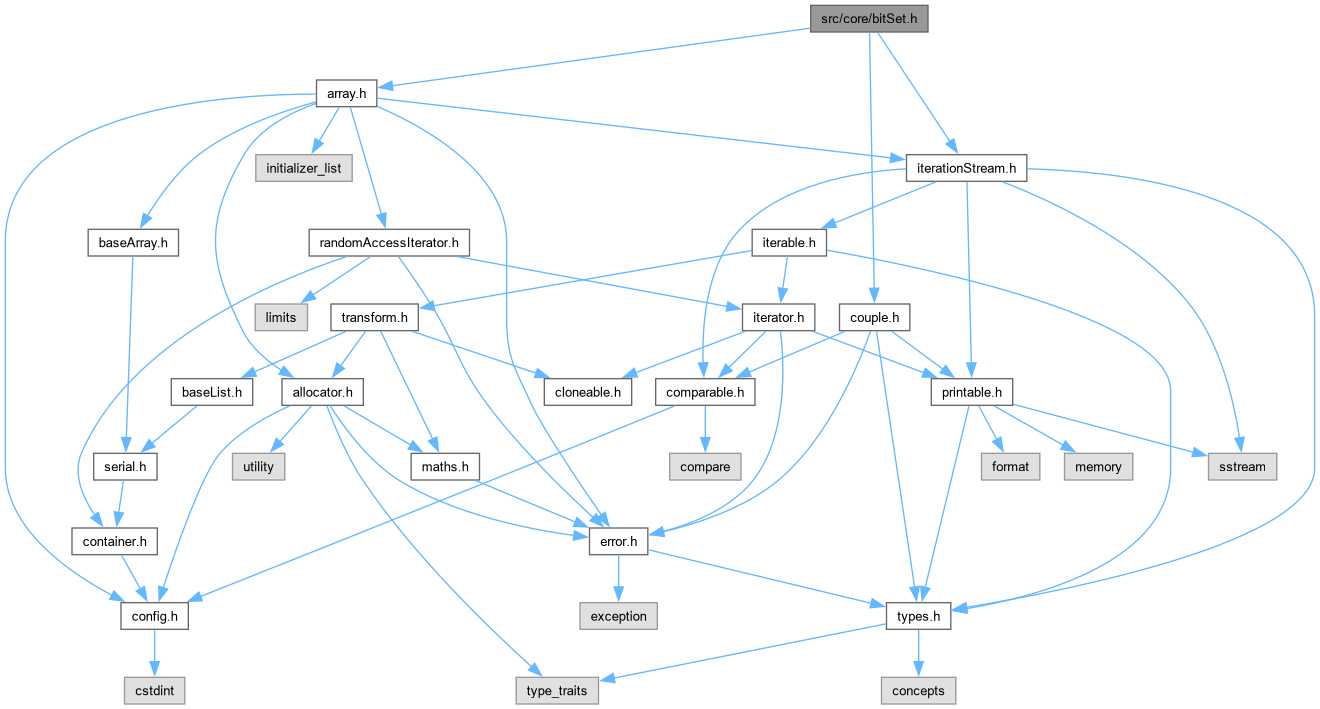 src/core/bitSet.h
array.h
initializer_list
iterationStream.h
baseArray.h
randomAccessIterator.h
iterable.h
limits
transform.h
iterator.h
couple.h
baseList.h
allocator.h
cloneable.h
comparable.h
printable.h
serial.h
utility
maths.h
compare
format
memory
sstream
container.h
error.h
config.h
exception
types.h
cstdint
type_traits
concepts